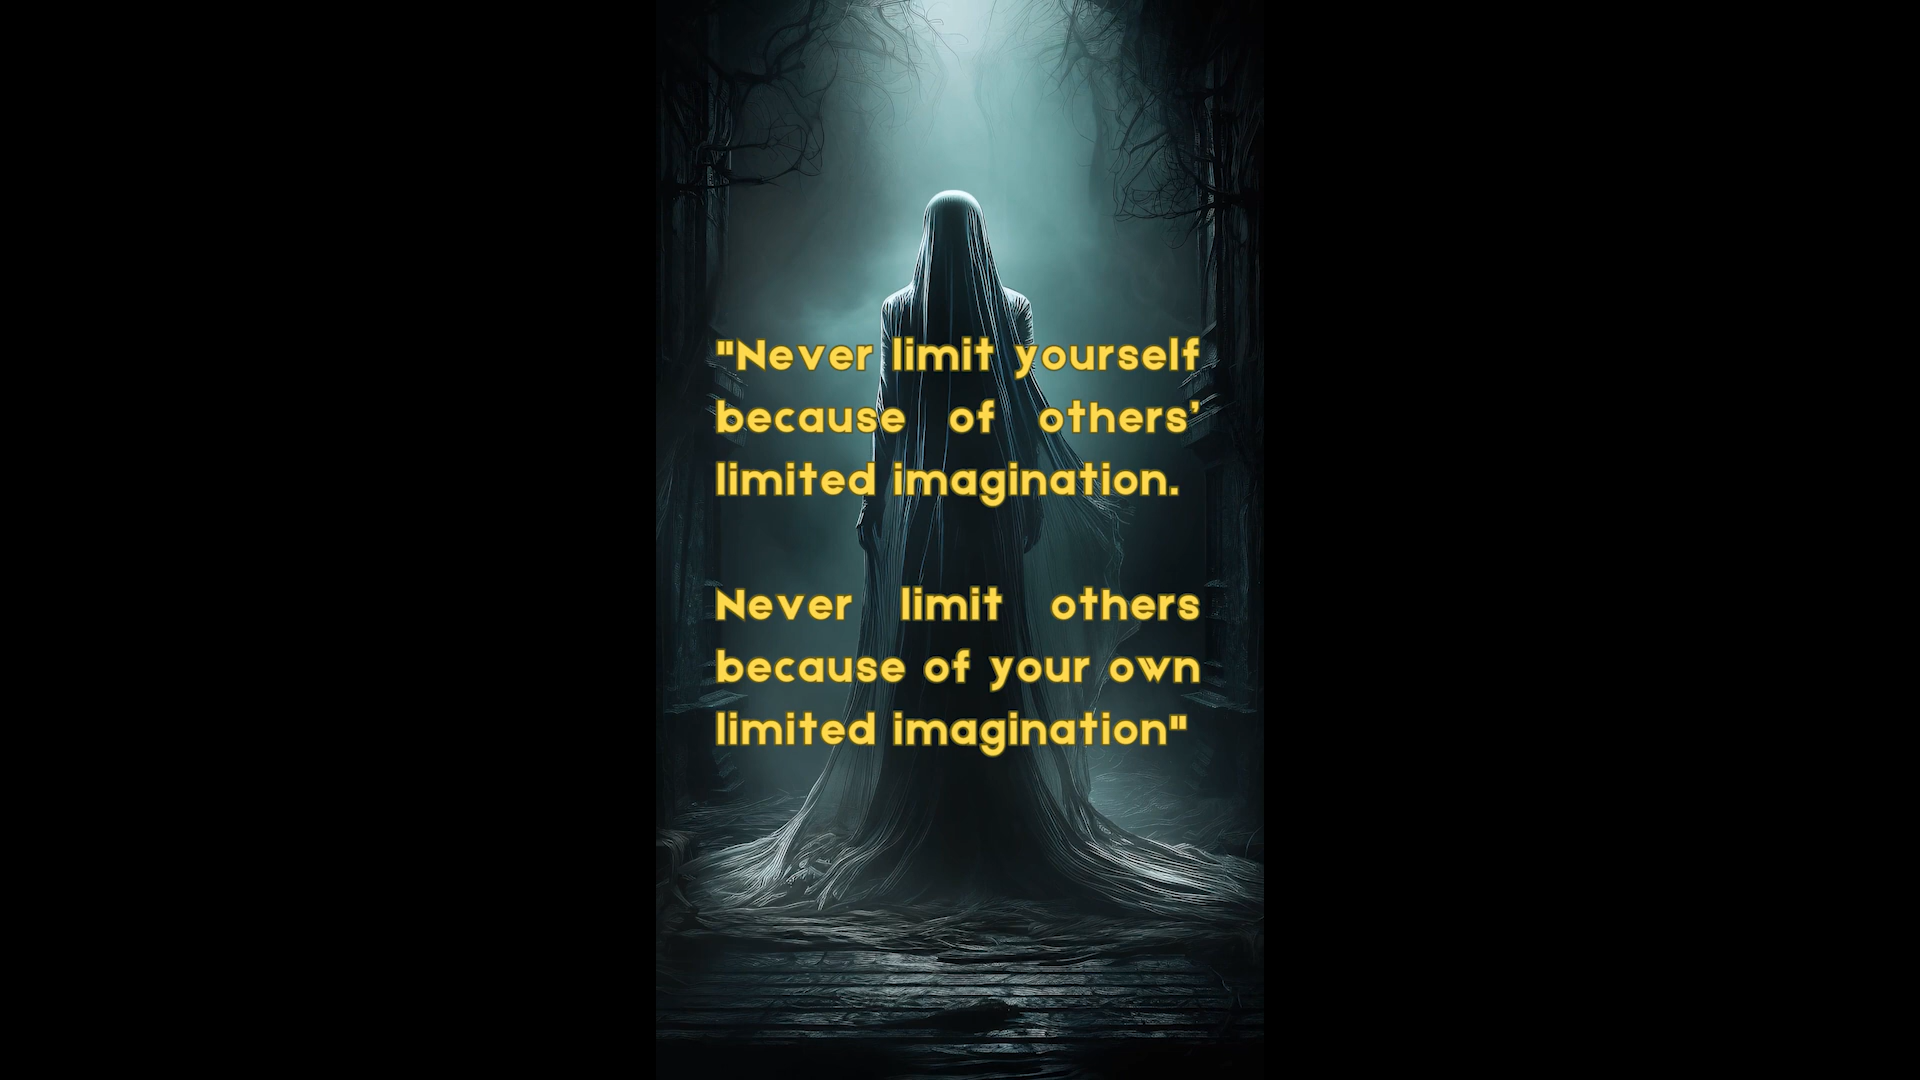 "Never limit yourself
because of others’
limited imagination.
Never limit others
because of your own
limited imagination"